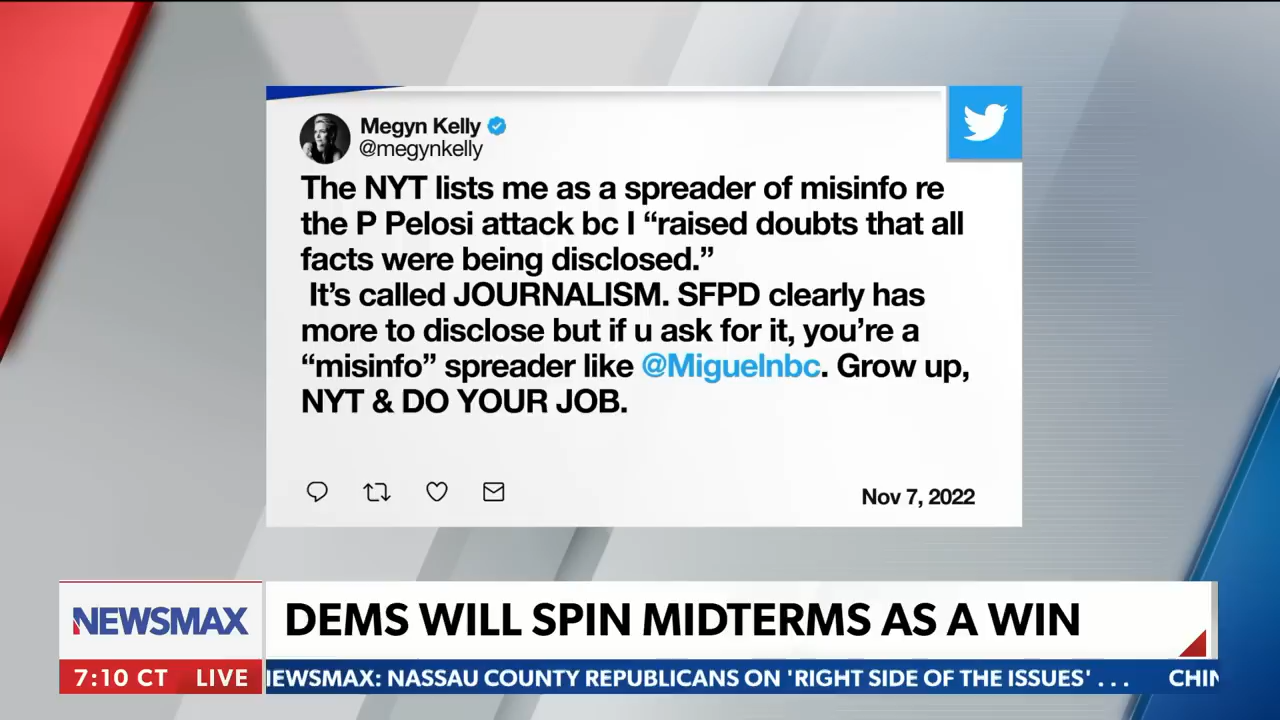 Megyn Kelly
@megynkelly
The NYT lists me as a spreader of misinfo re
the P Pelosi attack bc I “raised doubts that all
facts were being disclosed.”
It’s called JOURNALISM. SFPD clearly has
more to disclose but if u ask for it, you’re a
“misinfo” spreader like @Miguelnbc. Grow up,
NYT & DO YOUR JOB.
Nov 7, 2022
NEWSMAX
DEMS WILL SPIN MIDTERMS AS A WIN
7:10 CT LIVE
EWSMAX: NASSAU COUNTY REPUBLICANS ON 'RIGHT SIDE OF THE ISSUES' . . . CHIN